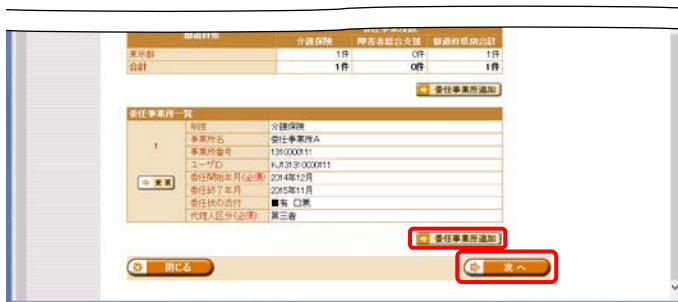 都道府県
介護保険 障害者総合支援 都道府県別合計
東京都 1件 0件 1件
合計 1件 0件 1件
委任事業所追加
委任事業所一覧
1
制度 介護保険
事業所名 委任事業所A
事業所番号 1310000111
ユーザID KJ131310000111
委任開始年月(必須) 2014年12月
変更
委任終了年月 2015年11月
委任状の添付 ■有 □無
代理人区分(必須) 第三者
委任事業所追加
閉じる 次へ